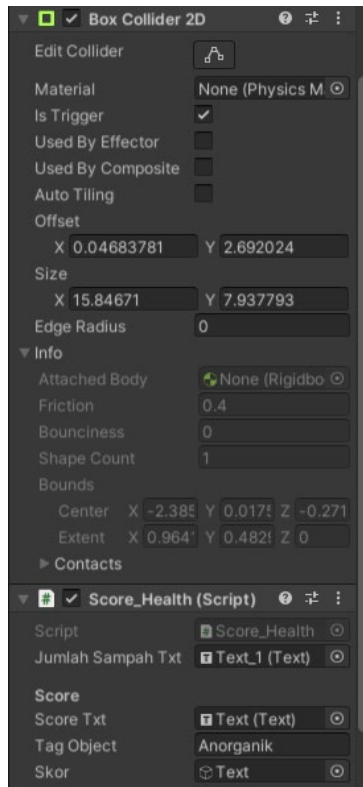 Box Collider 2D
Edit Collider
Material None (Physics M
Is Trigger
Used By Effector
Used By Composite
Auto Tiling
Offset
X 0.04683781 Y 2.692024
Size
X 15.84671 Y 7.937793
Edge Radius 0
Info
Attached Body None (Rigidbo
Friction 0.4
Bounciness 0
Shape Count 1
Bounds
Center X -2.385 Y 0.0175 Z -0.271
Extent X 0.964 Y 0.4829 Z 0
Contacts
# Score_Health (Script)
Script # Score_Health
Jumlah Sampah Txt T Text_1 (Text)
Score
Score Txt T Text (Text)
Tag Object Anorganik
Skor Text